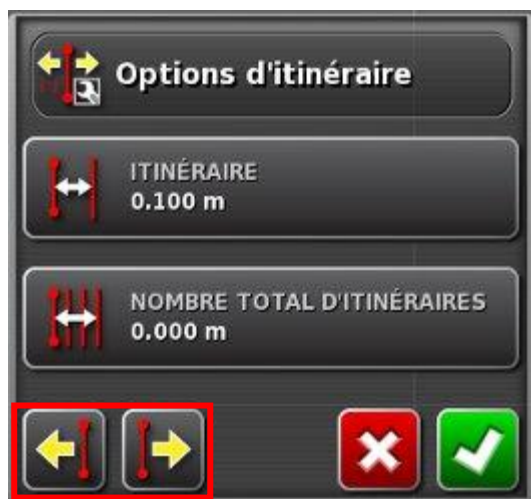 Options d'itinéraire
ITINÉRAIRE
0.100 m
NOMBRE TOTAL D'ITINÉRAIRES
0.000 m